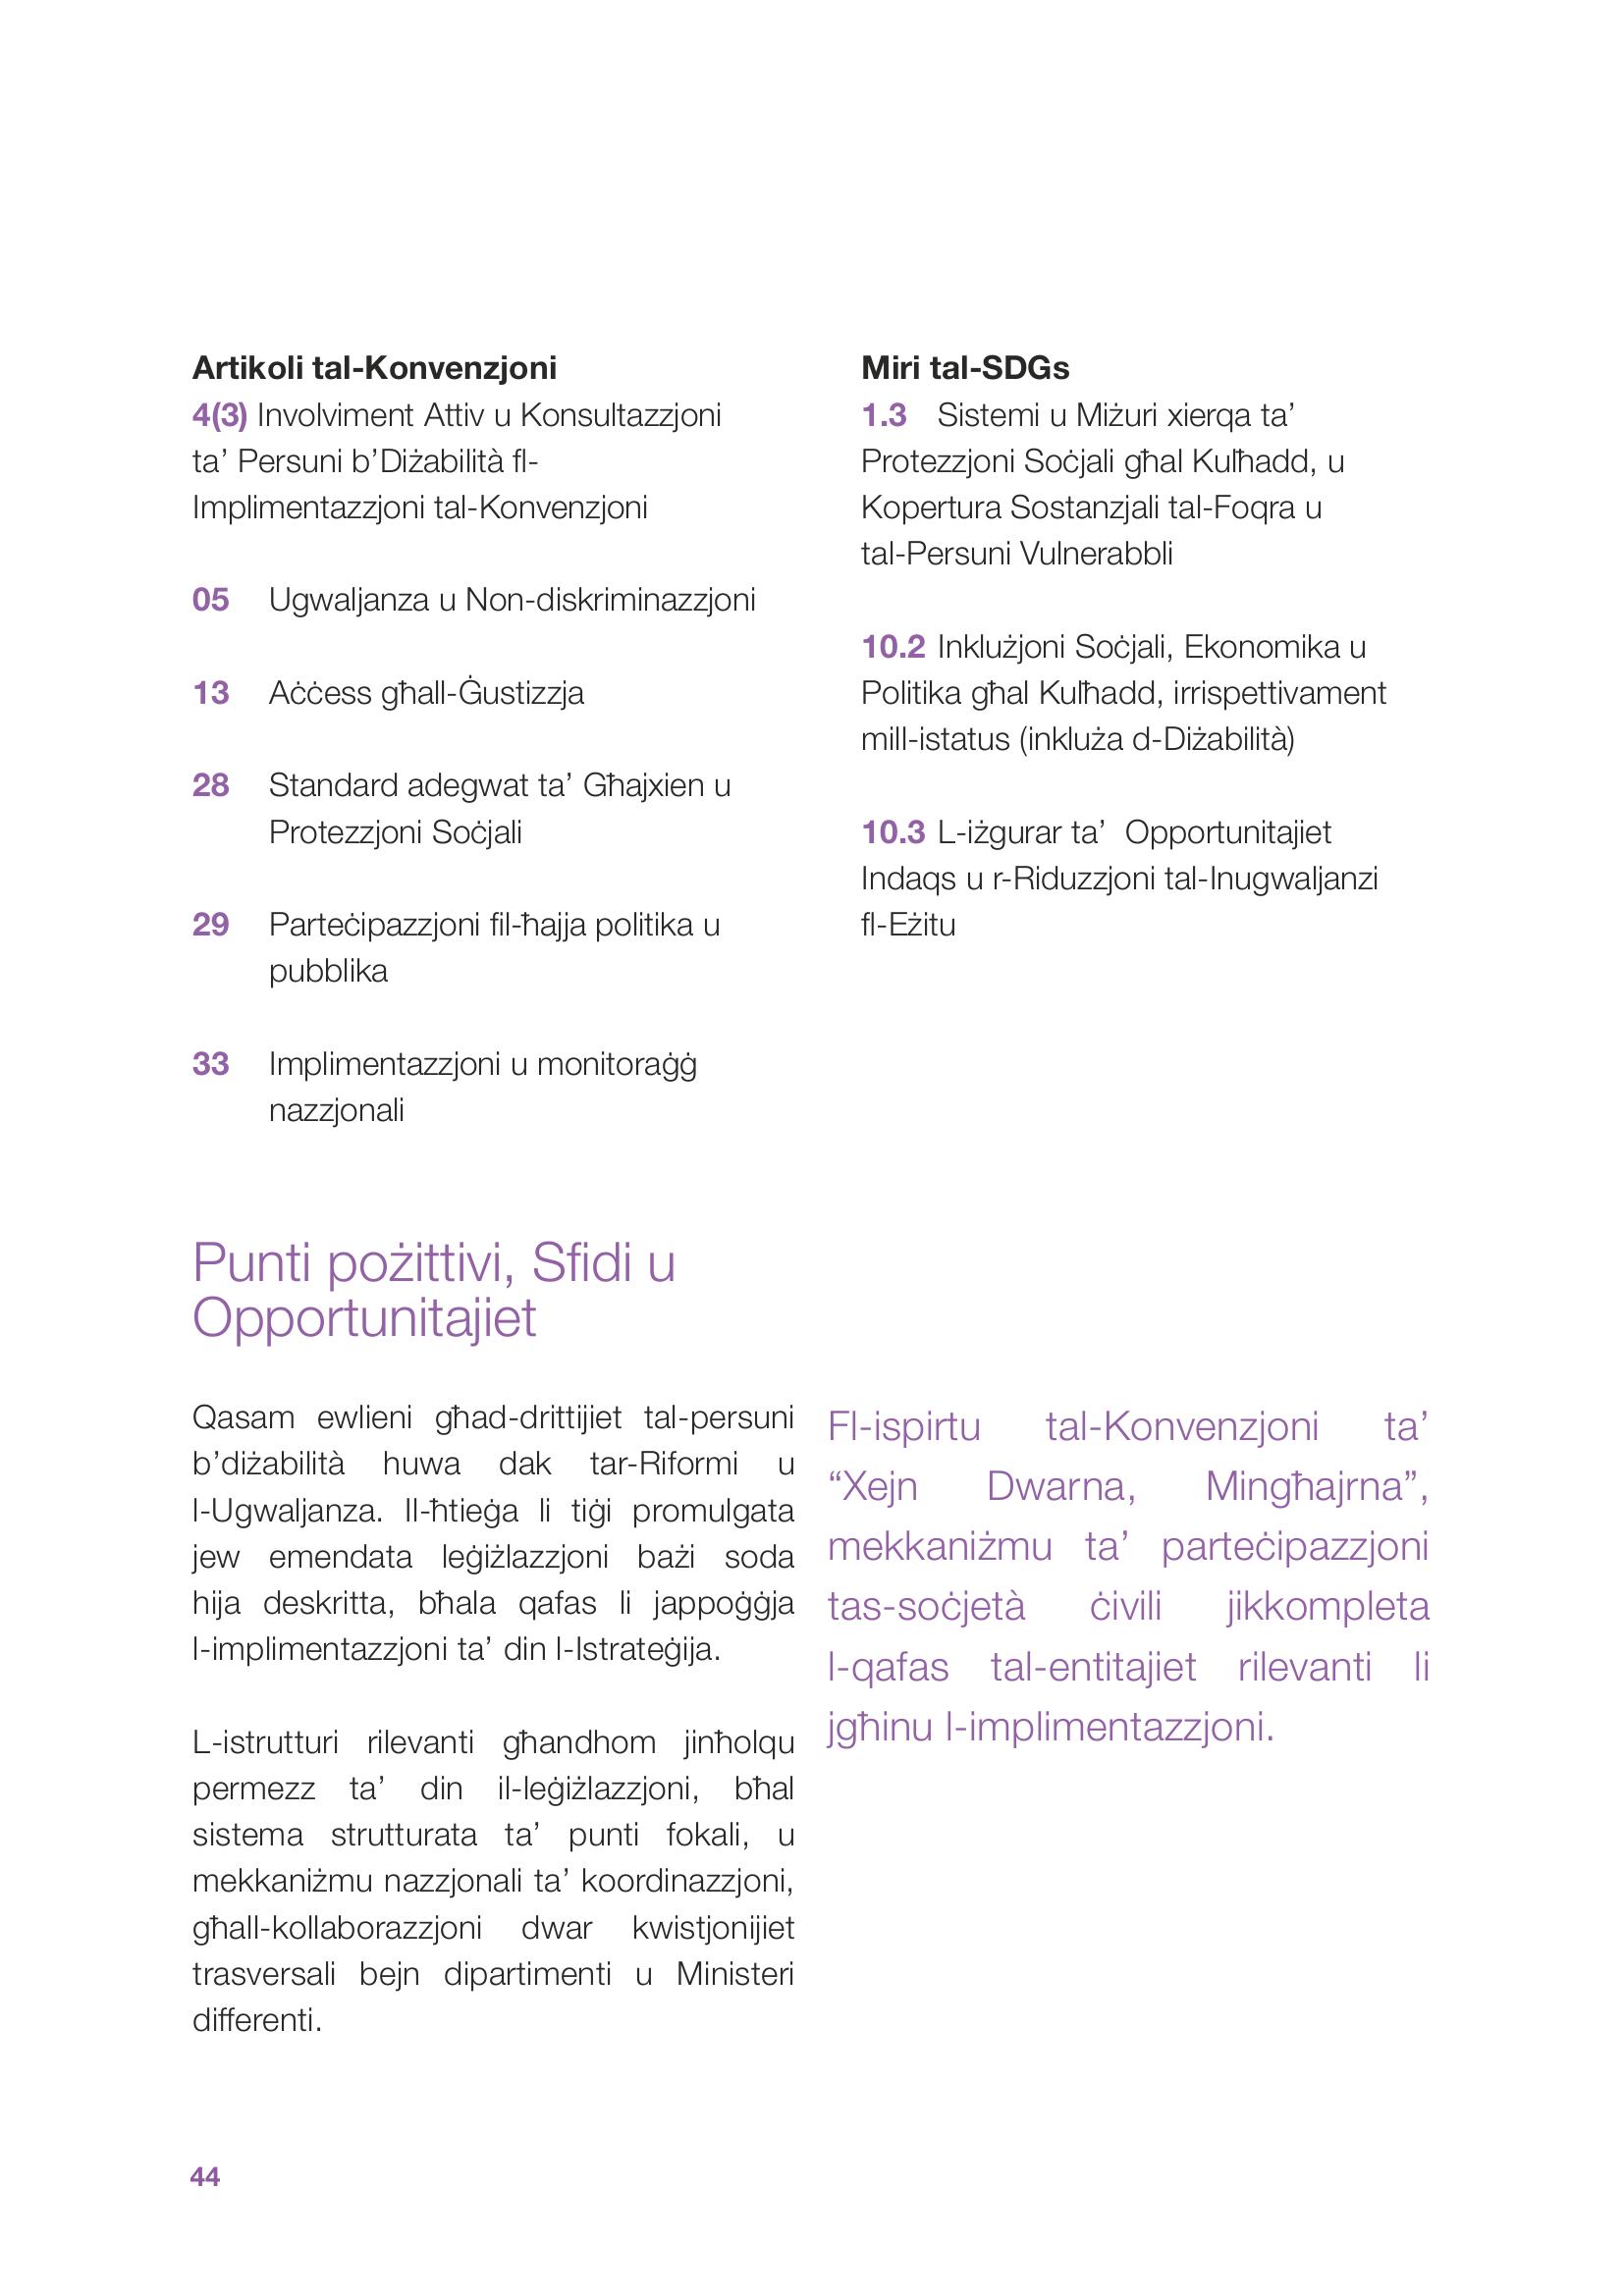 Artikoli tal-Konvenzjoni
4(3) Involviment Attiv u Konsultazzjoni
ta’ Persuni b’Diżabilità fl-
Implimentazzjoni tal-Konvenzjoni
05 Ugwaljanza u Non-diskriminazzjoni
13 Aċċess għall-Ġustizzja
28 Standard adegwat ta’ Għajxien u
Protezzjoni Soċjali
29 Parteċipazzjoni fil-ħajja politika u
pubblika
33 Implimentazzjoni u monitoraġġ
nazzjonali
Miri tal-SDGs
1.3 Sistemi u Miżuri xierqa ta’
Protezzjoni Soċjali għal Kulħadd, u
Kopertura Sostanzjali tal-Foqra u
tal-Persuni Vulnerabbli
10.2 Inklużjoni Soċjali, Ekonomika u
Politika għal Kulħadd, irrispettivament
mill-istatus (inkluża d-Diżabilità)
10.3 L-iżgurar ta’ Opportunitajiet
Indaqs u r-Riduzzjoni tal-Inugwaljanzi
fl-Eżitu
Punti pożittivi, Sfidi u
Opportunitajiet
Qasam ewlieni għad-drittijiet tal-persuni
b’diżabilità huwa dak tar-Riformi u
l-Ugwaljanza. Il-ħtieġa li tiġi promulgata
jew emendata leġiżlazzjoni bażi soda
hija deskritta, bħala qafas li jappoġġja
l-implimentazzjoni ta’ din l-Istrateġija.
L-istrutturi rilevanti għandhom jinħolqu
permezz ta’ din il-leġiżlazzjoni, bħal
sistema strutturata ta’ punti fokali, u
mekkaniżmu nazzjonali ta’ koordinazzjoni,
għall-kollaborazzjoni dwar kwistjonijiet
trasversali bejn dipartimenti u Ministeri
differenti.
Fl-ispirtu tal-Konvenzjoni ta’
“Xejn Dwarna, Mingħajrna”,
mekkaniżmu ta’ parteċipazzjoni
tas-soċjetà ċivili jikkompleta
l-qafas tal-entitajiet rilevanti li
jgħinu l-implimentazzjoni.
44